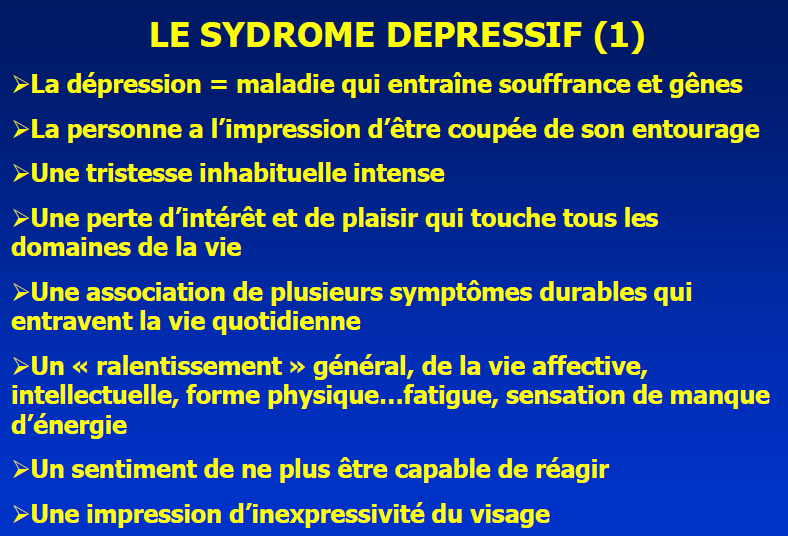 LE SYDROME DEPRESSIF (1)
➢La dépression = maladie qui entraîne souffrance et gênes
➢La personne a l’impression d’être coupée de son entourage
➢Une tristesse inhabituelle intense
➢Une perte d’intérêt et de plaisir qui touche tous les
domaines de la vie
➢Une association de plusieurs symptômes durables qui
entravent la vie quotidienne
➢Un « ralentissement » général, de la vie affective,
intellectuelle, forme physique…fatigue, sensation de manque
d’énergie
➢Un sentiment de ne plus être capable de réagir
➢Une impression d’inexpressivité du visage